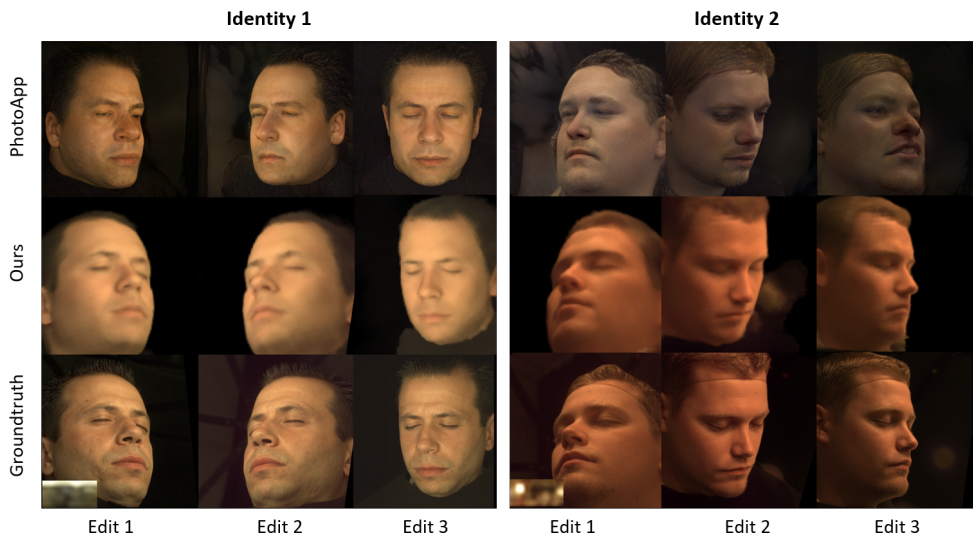 Identity 1
Identity 2
PhotoApp
Ours
Groundtruth
Edit 1
Edit 2
Edit 3
Edit 1
Edit 2
Edit 3